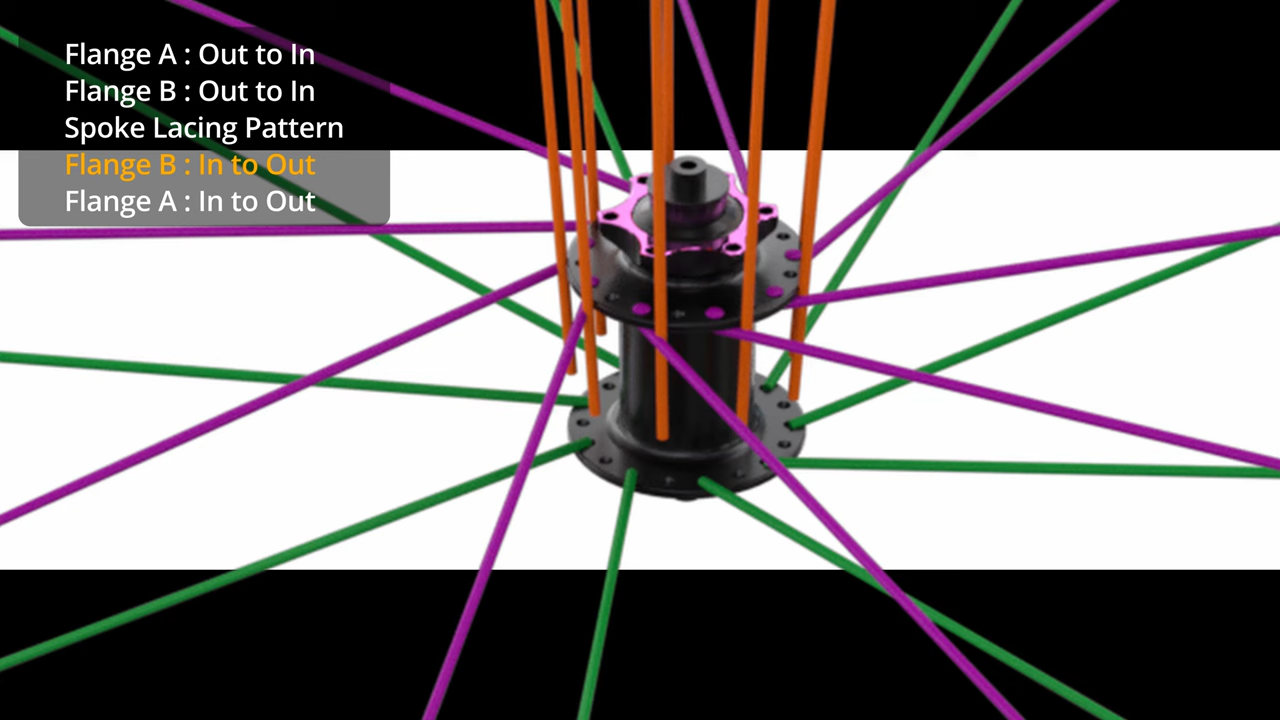 Flange A : Out to In
Flange B : Out to In
Spoke Lacing Pattern
Flange B : In to Out
Flange A : In to Out